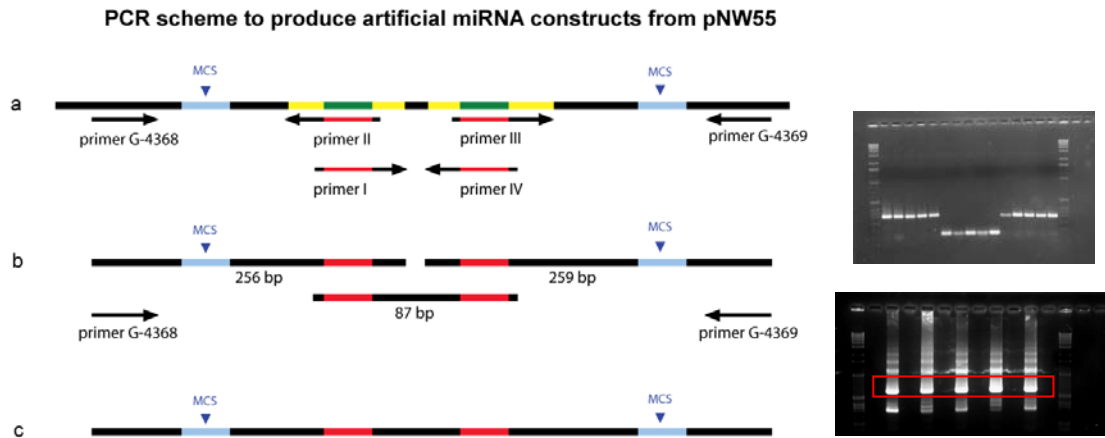 PCR scheme to produce artificial miRNA constructs from pNW55
MCS
MCS
a
primer G-4368
primer II
primer III
primer G-4369
primer I
primer IV
MCS
MCS
b
256 bp
259 bp
87 bp
primer G-4368
primer G-4369
MCS
MCS
c